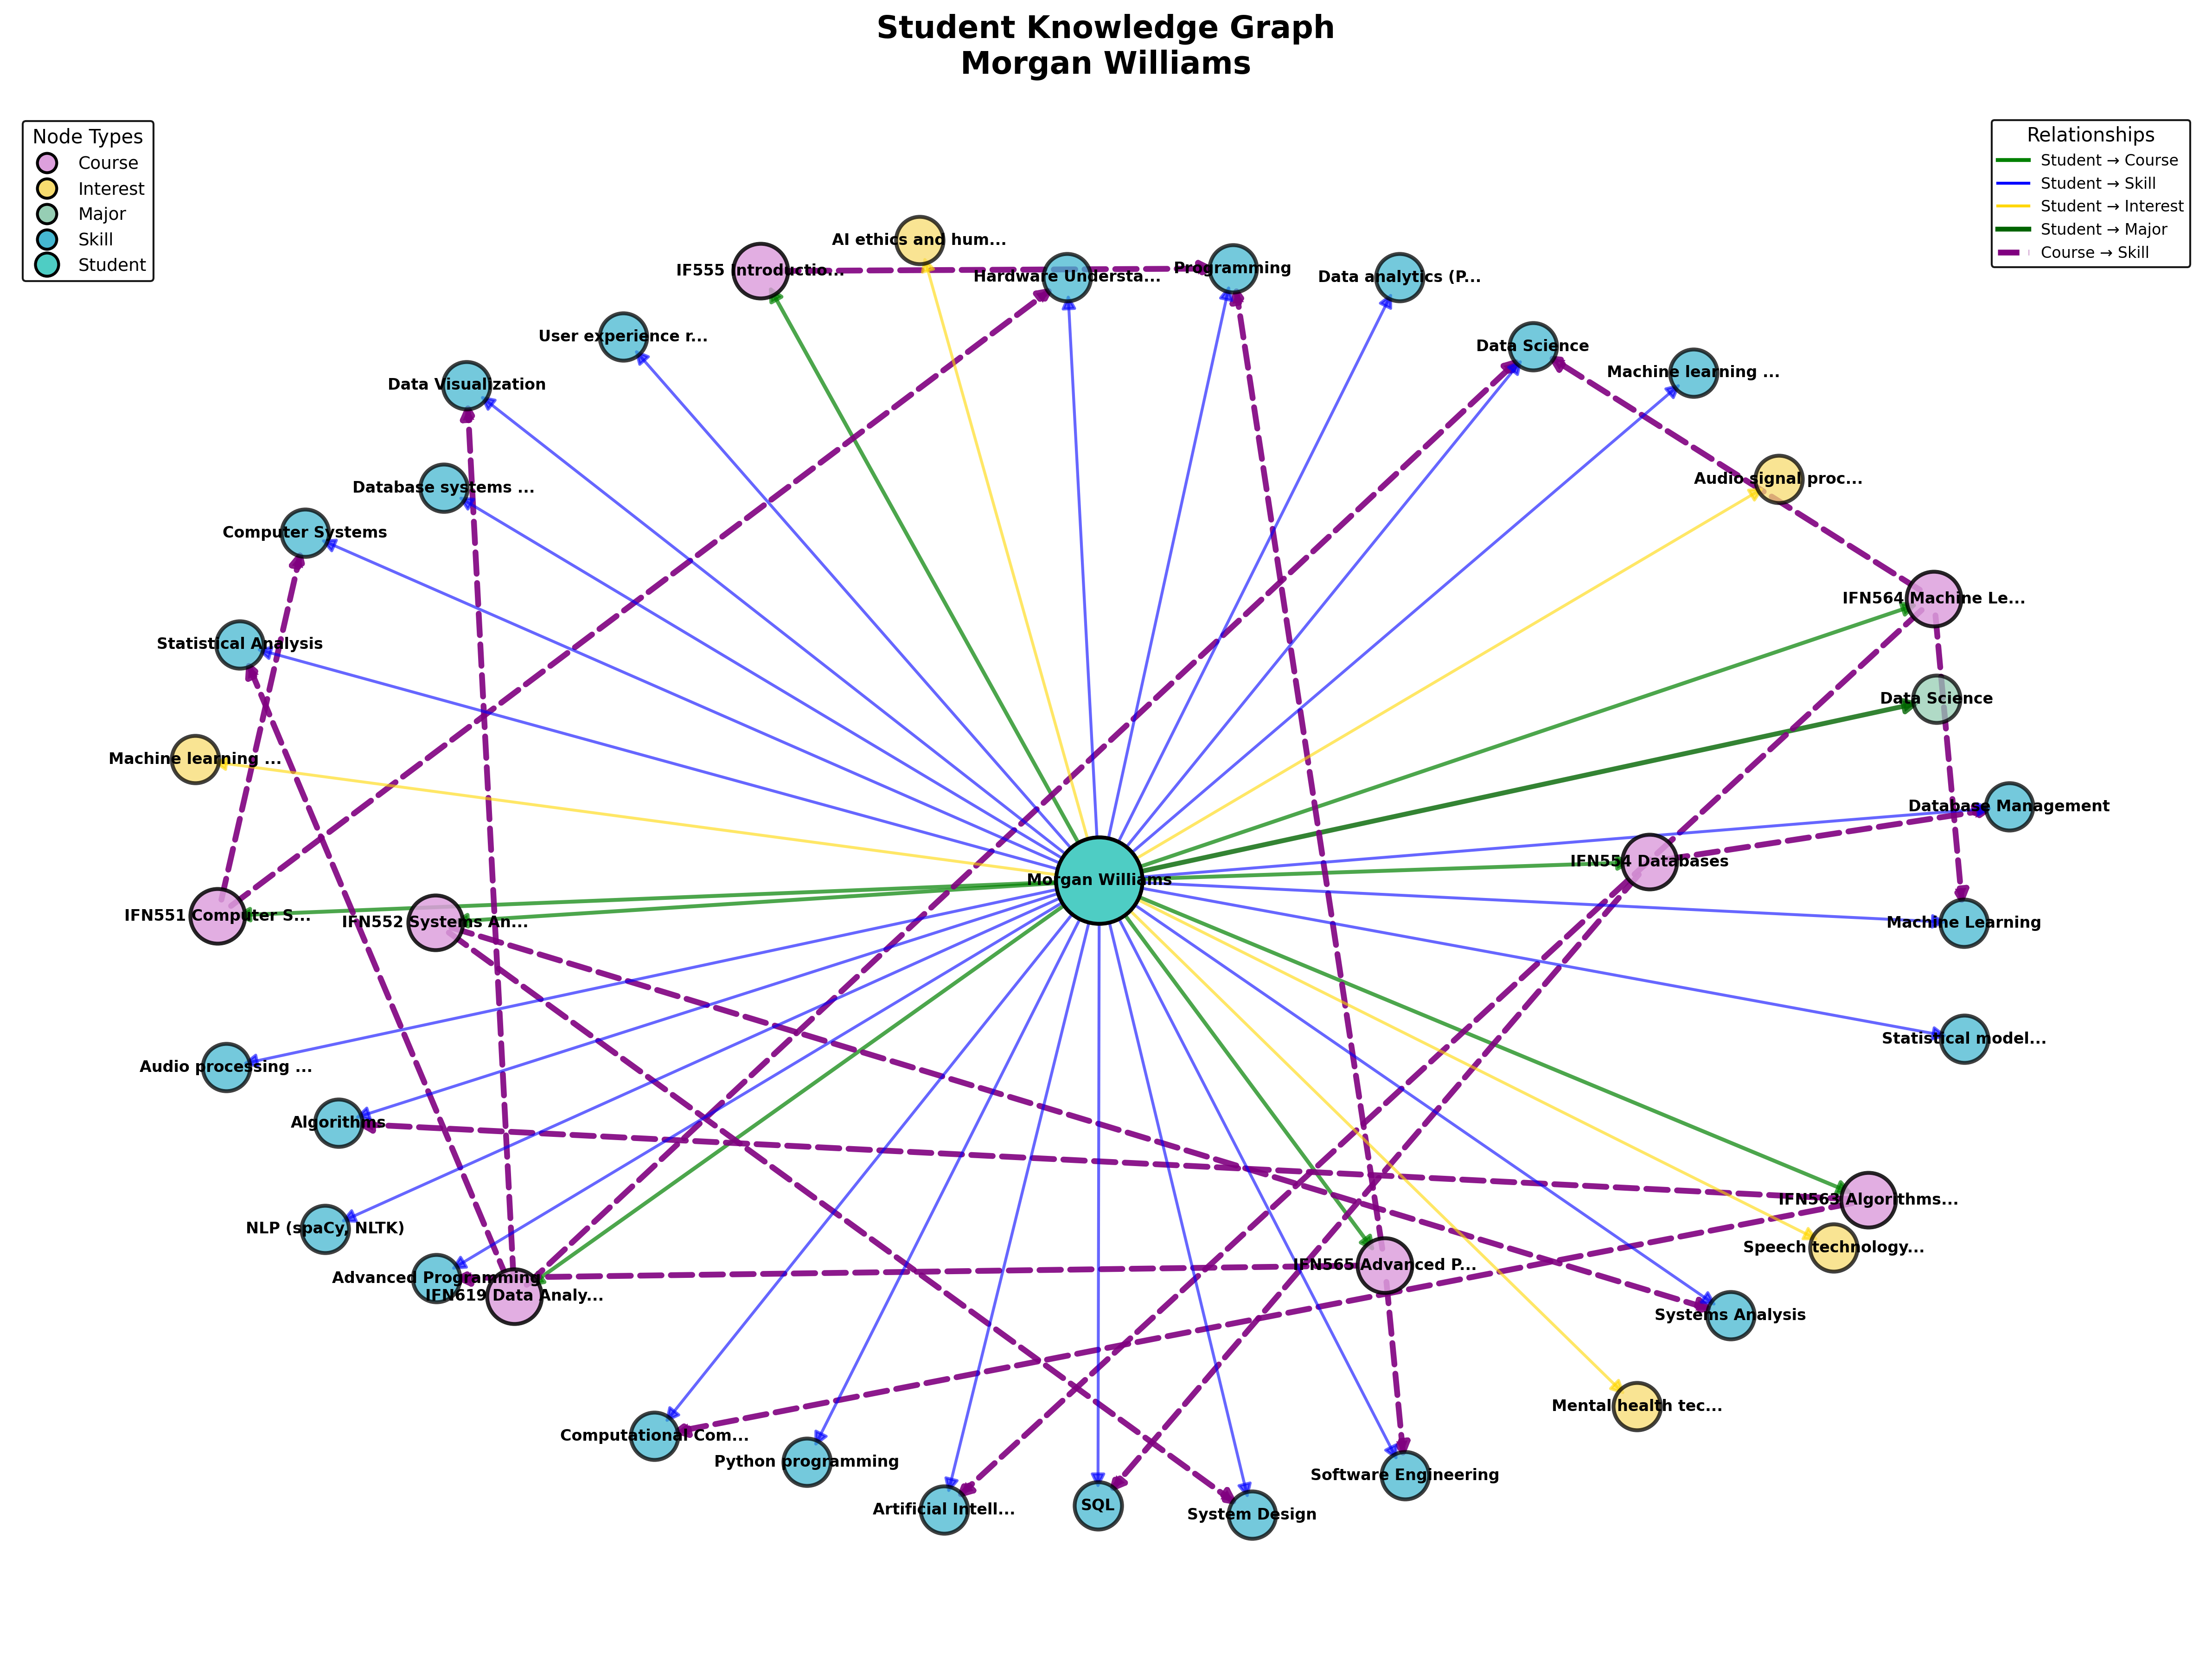 Student Knowledge Graph
Morgan Williams
Node Types
Course
Interest
Major
Skill
Student
Relationships
Student → Course
Student → Skill
Student → Interest
Student → Major
Course → Skill
AI ethics and hum...
IF555 Introductio...
Hardware Understa...
Programming
Data analytics (P...
User experience r...
Data Science
Machine learning ...
Data Visualization
Database systems ...
Audio signal proc...
Computer Systems
IFN564 Machine Le...
Statistical Analysis
Data Science
Machine learning ...
Database Management
IFN554 Databases
Morgan Williams
IFN551 Computer S...
IFN552 Systems An...
Machine Learning
Statistical model...
Audio processing ...
Algorithms
IFN563 Algorithms...
NLP (spaCy, NLTK)
Speech technology...
IFN565 Advanced P...
Advanced Programming
IFN619 Data Analy...
Systems Analysis
Mental health tec...
Computational Com...
Python programming
Software Engineering
Artificial Intell...
SQL
System Design